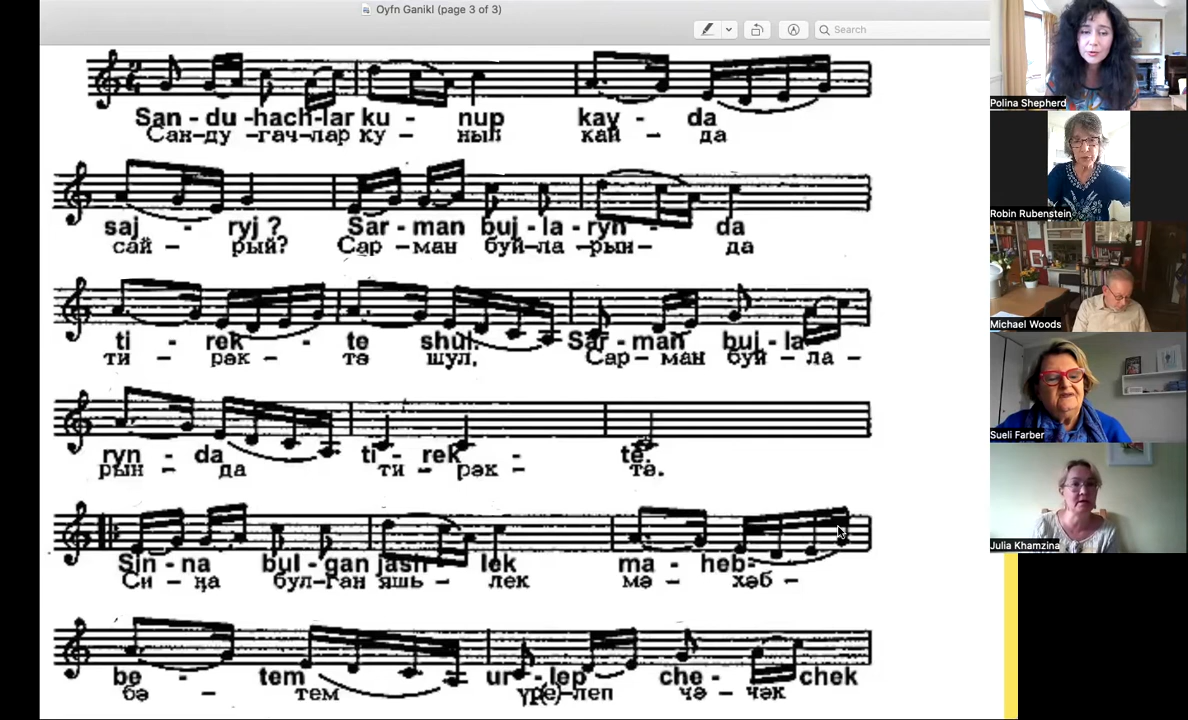 Oyfn Ganikl (page 3 of 3)
Search
San - du - hach - lar ku - nup kay - da
Сан-ду -гач-лар ку - нып кай - да
saj - ryj ? Sar - man buj - la - ryn - da
сай - рый? Сар -ман буй-ла -рын- да
ti - rek - te shul. Sar - man buj - la
ти - рәк - тә шул, Сар - ман буй - ла -
ryn - da ti - rek - te.
рын - да ти - рәк - тә.
Sin - na bul - gan jash lek ma - heb-
Си - ңа бул-ган яшь- лек мә - хәб -
be - tem ur - lep che - chek
бә - тем үр(е)-леп чә - чәк
Polina Shepherd
Robin Rubenstein
Michael Woods
Sueli Farber
Julia Khamzina